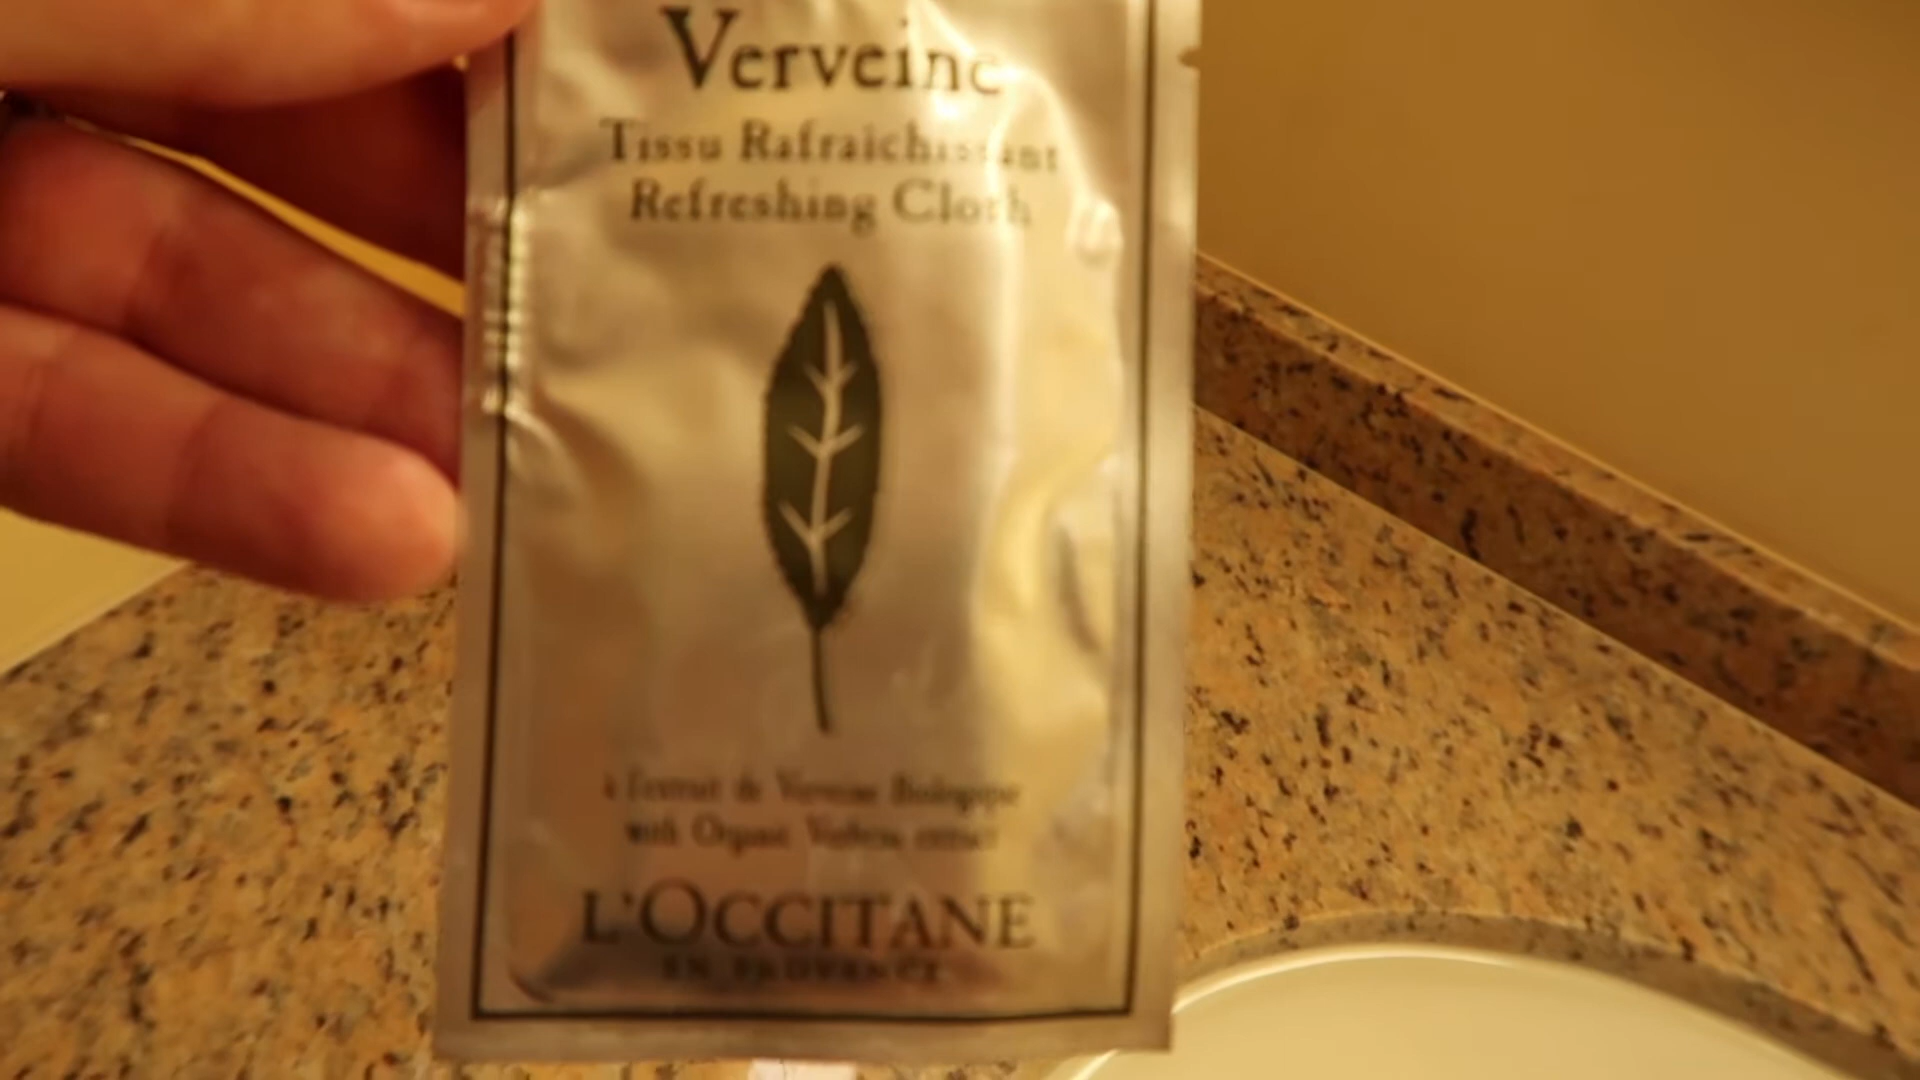 Verveine
Tissu Rafraichissant
Refreshing Cloth
à l'extrait de Verveine Biologique
with Organic Verbena extract
L'OCCITANE
EN PROVENCE